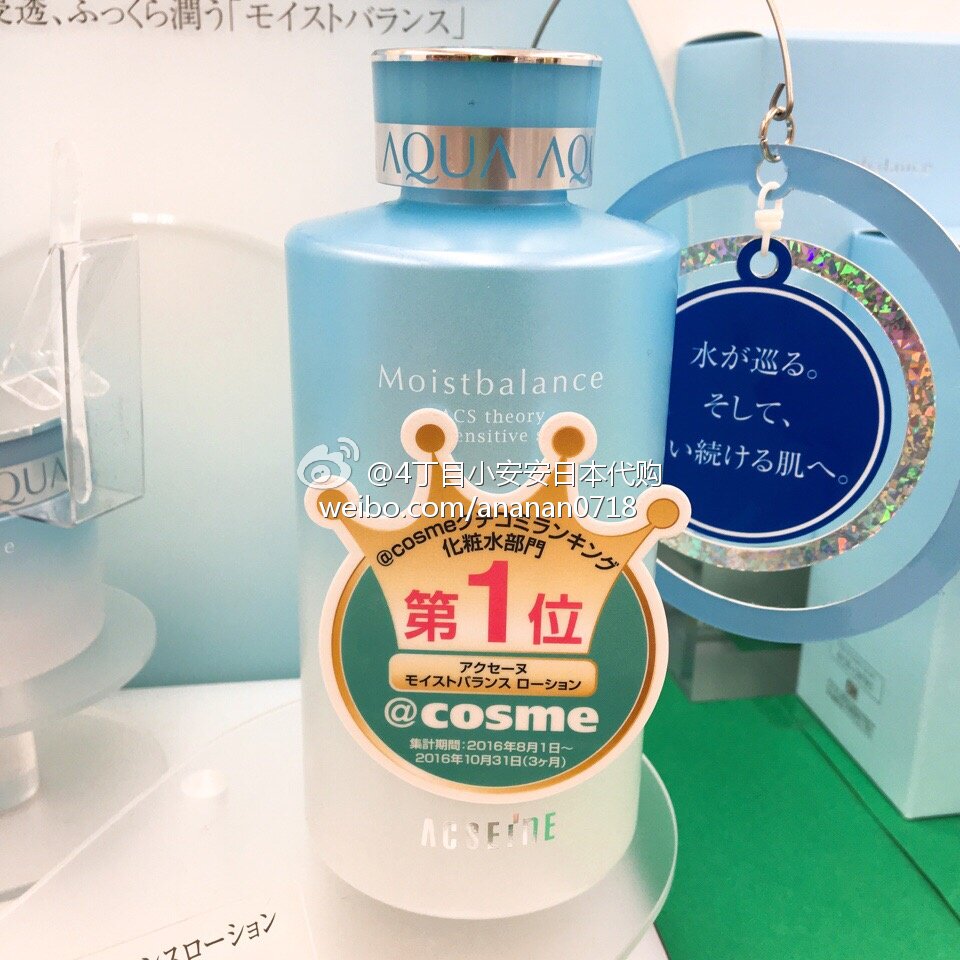 浸透、ふっくら潤う「モイストバランス」
AQUA AQU
Moistbalance
ACS theory
sensitive s
@4丁目小安安日本代购
weibo.com/ananan0718
@cosmeクチコミランキング
化粧水部門
第1位
アクセーヌ
モイストバランス ローション
@cosme
集計期間：2016年8月1日〜
2016年10月31日(3ヶ月)
ACSEINE
水が巡る。
そして、
い続ける肌へ。
QUA
ンスローション